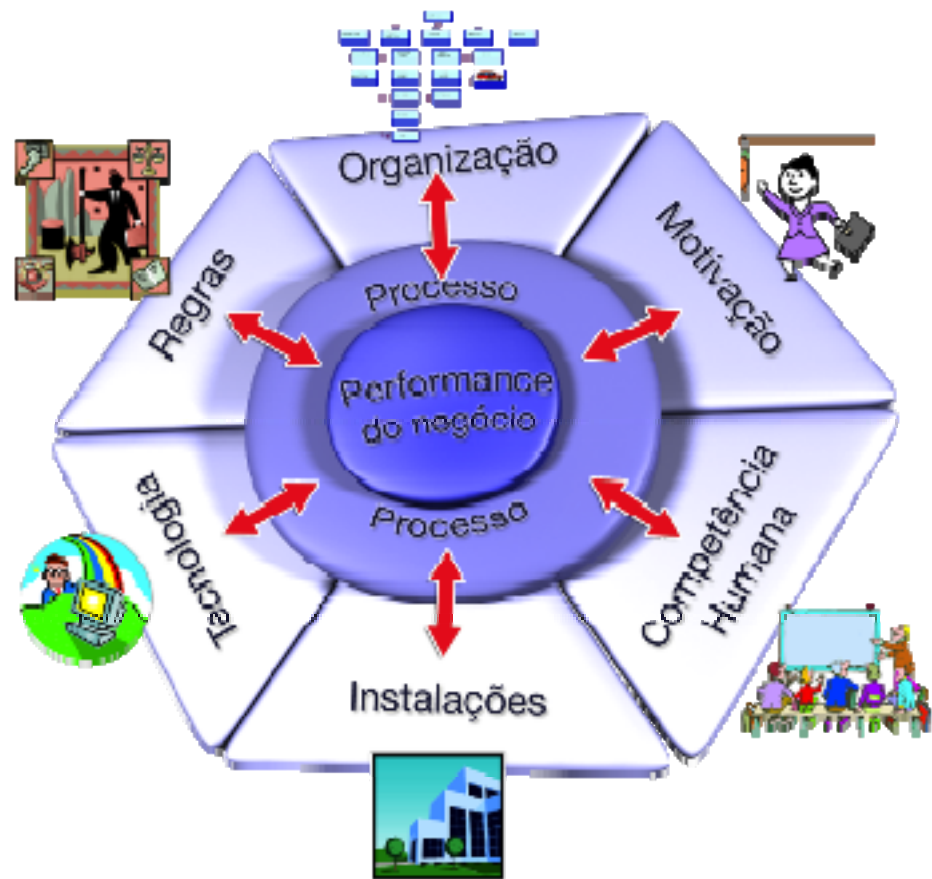 Organização
Motivação
Regras
Processo
Performance
do negócio
Processo
Tecnologia
Competência
Humana
Instalações